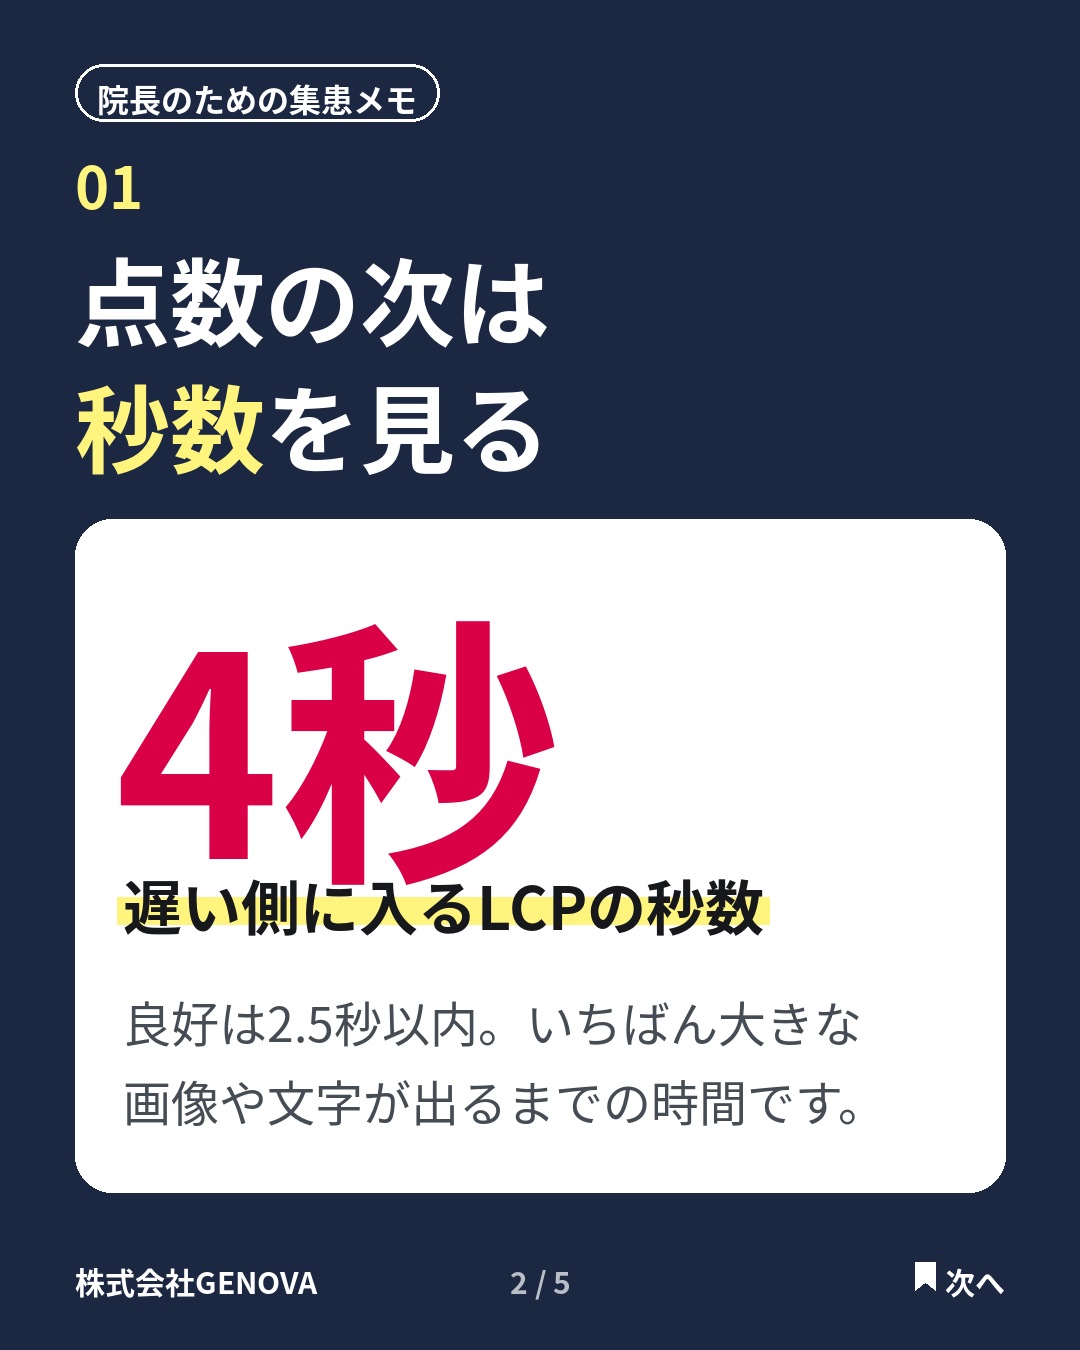 院長のための集患メモ
01
点数の次は
秒数を見る
4秒
遅い側に入るLCPの秒数
良好は2.5秒以内。いちばん大きな
画像や文字が出るまでの時間です。
株式会社GENOVA
2 / 5
次へ